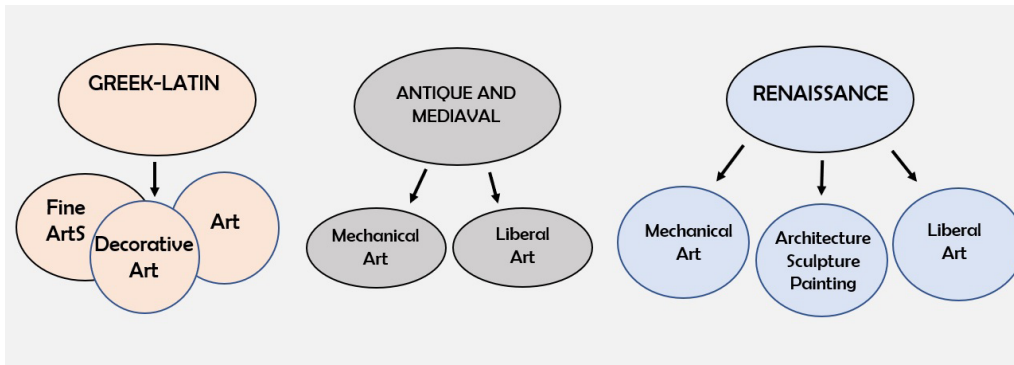 GREEK-LATIN
Fine
ArtS
Decorative
Art
Art
ANTIQUE AND
MEDIAVAL
Mechanical
Art
Liberal
Art
RENAISSANCE
Mechanical
Art
Architecture
Sculpture
Painting
Liberal
Art